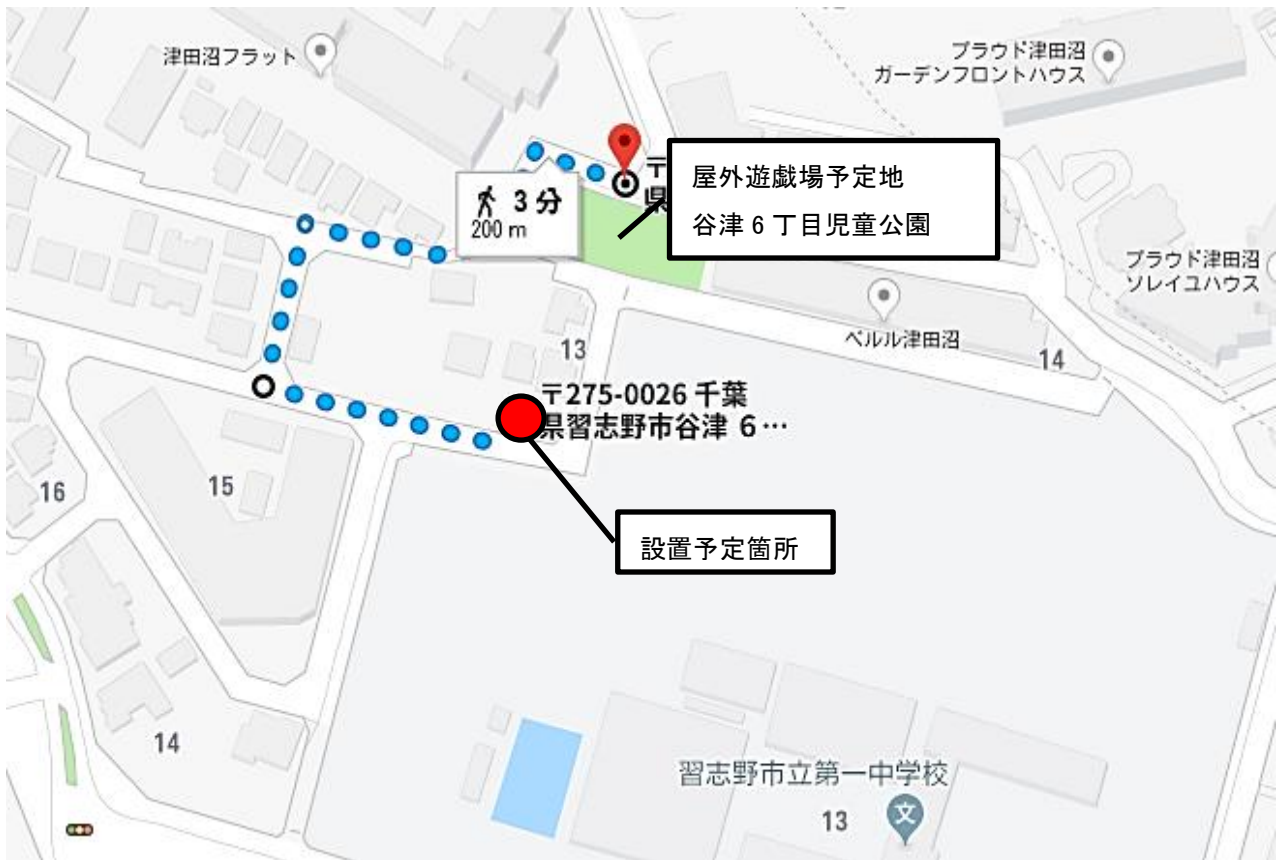 津田沼フラット
プラウド津田沼
ガーデンフロントハウス
〒
県
屋外遊戯場予定地
谷津 6 丁目児童公園
3 分
200 m
プラウド津田沼
ソレイユハウス
ベルル津田沼
13
14
〒275-0026 千葉
県習志野市谷津 6…
16
15
設置予定箇所
14
習志野市立第一中学校
13
文